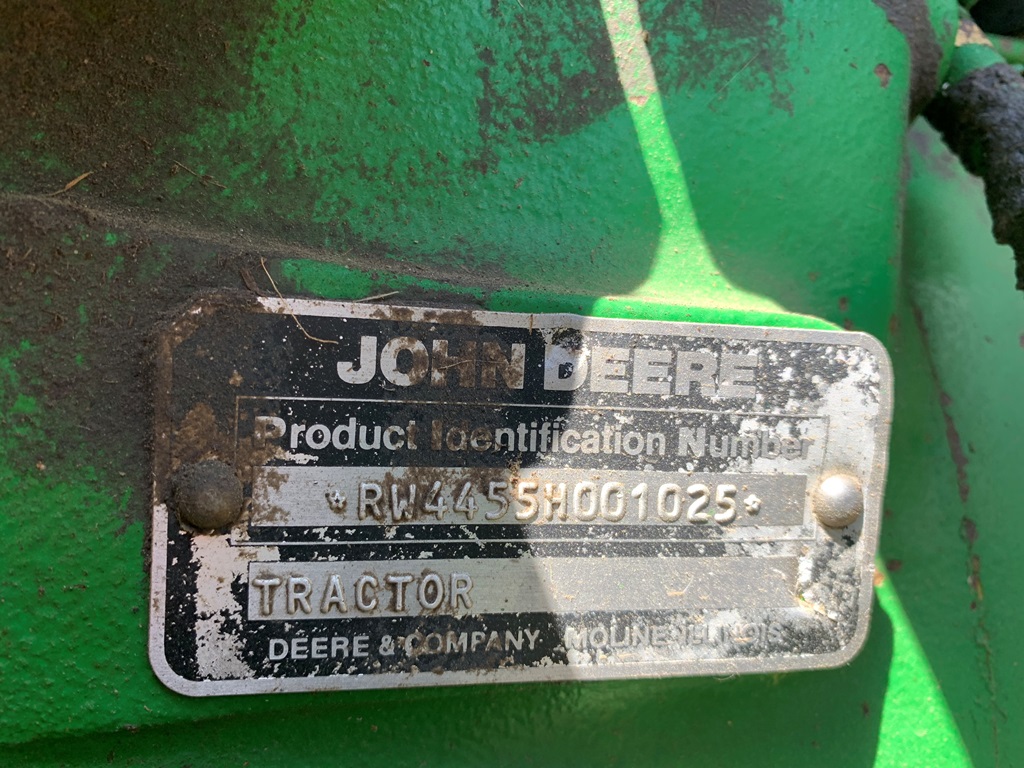 JOHN DEERE
Product Identification Number
*RW4455H001025*
TRACTOR
DEERE & COMPANY MOLINE ILLINOIS